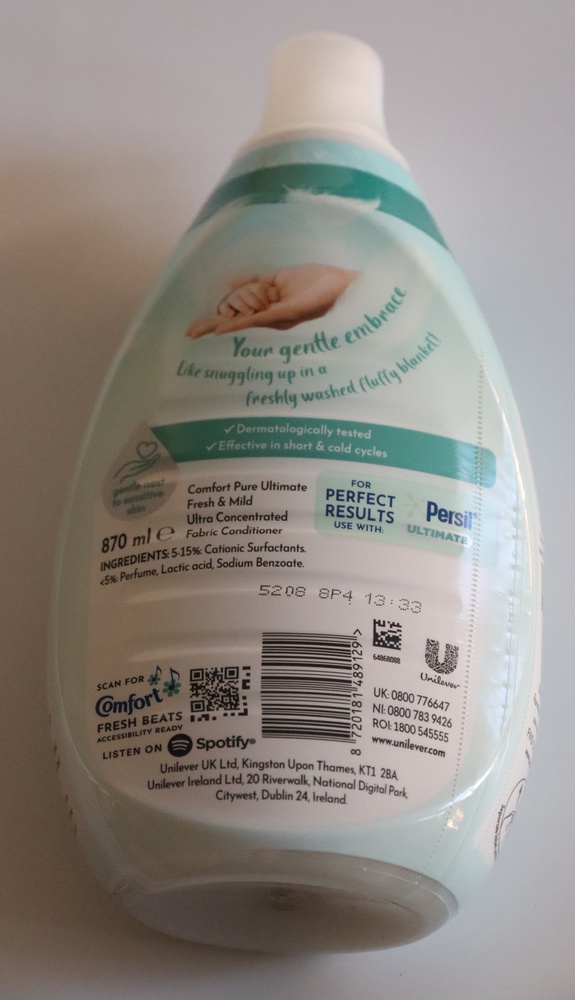 Your gentle embrace
Like snuggling up in a
freshly washed fluffy blanket!
✓Dermatologically tested
✓Effective in short & cold cycles
gentle next
to sensitive
skin
Comfort Pure Ultimate
Fresh & Mild
Ultra Concentrated
Fabric Conditioner
870 ml ℮
FOR
PERFECT
RESULTS
USE WITH:
Persil
ULTIMATE
INGREDIENTS: 5-15%: Cationic Surfactants.
<5%: Perfume, Lactic acid, Sodium Benzoate.
5208 8P4 13:33
64868088
8 720181 489129 >
Unilever
SCAN FOR
Comfort
FRESH BEATS
ACCESSIBILITY READY
LISTEN ON Spotify®
UK: 0800 776647
NI: 0800 783 9426
ROI: 1800 545555
www.unilever.com
Unilever UK Ltd, Kingston Upon Thames, KT1 2BA.
Unilever Ireland Ltd, 20 Riverwalk, National Digital Park,
Citywest, Dublin 24, Ireland.